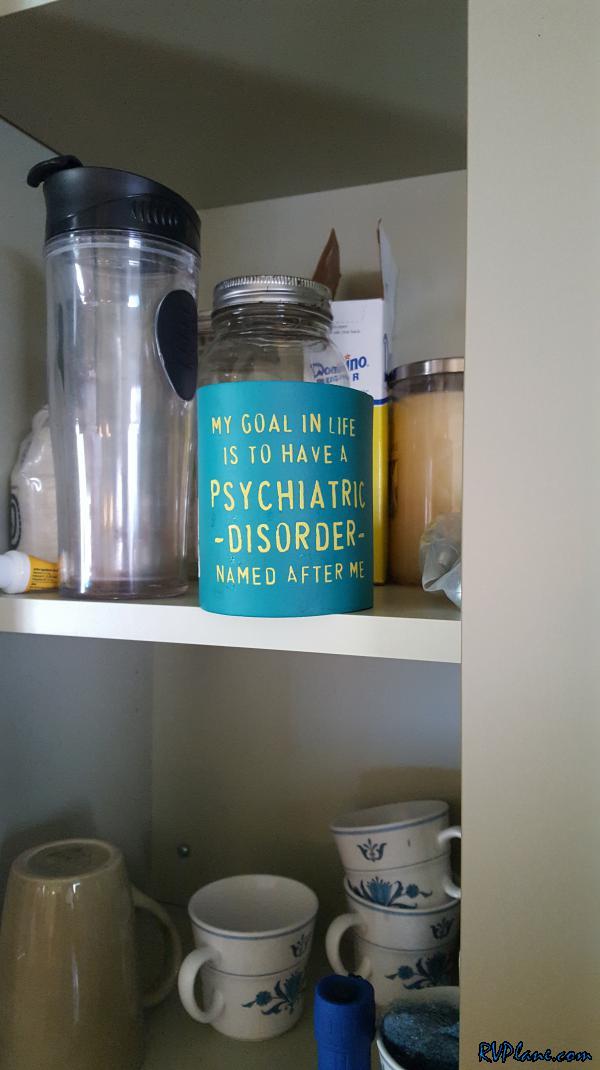 Domino
MY GOAL IN LIFE
IS TO HAVE A
PSYCHIATRIC
-DISORDER-
NAMED AFTER ME
RVPlane.com